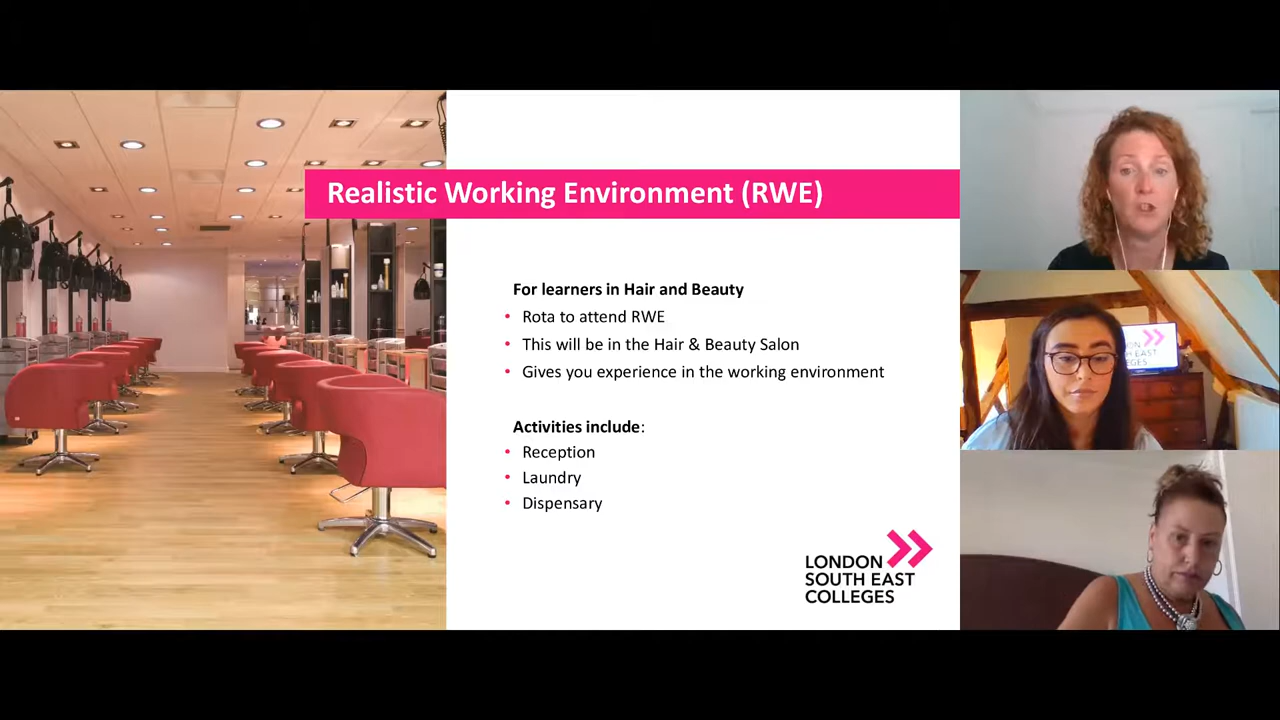 Realistic Working Environment (RWE)
For learners in Hair and Beauty
• Rota to attend RWE
• This will be in the Hair & Beauty Salon
• Gives you experience in the working environment
Activities include:
• Reception
• Laundry
• Dispensary
LONDON
SOUTH EAST
COLLEGES
EAST
LEGES